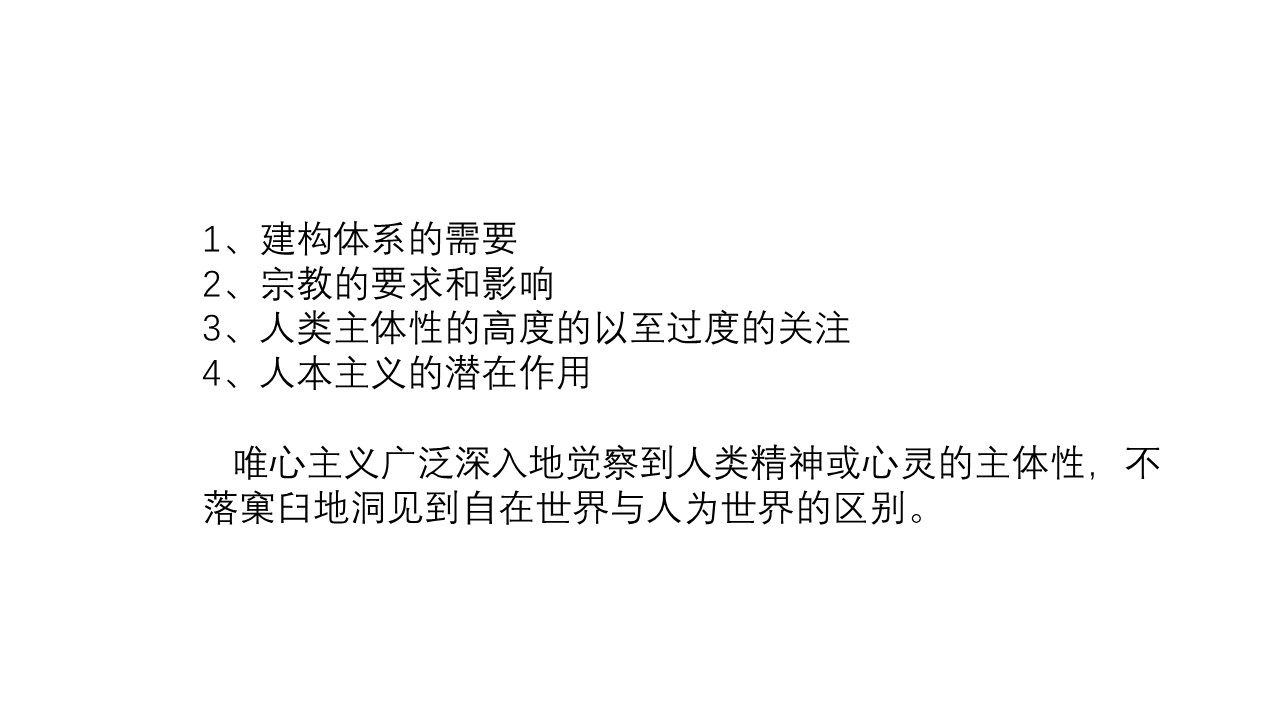 1、建构体系的需要
2、宗教的要求和影响
3、人类主体性的高度的以至过度的关注
4、人本主义的潜在作用
唯心主义广泛深入地觉察到人类精神或心灵的主体性，不
落窠臼地洞见到自在世界与人为世界的区别。